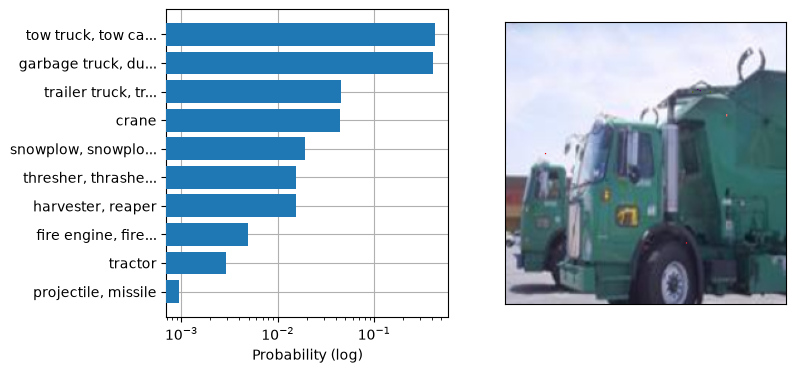 tow truck, tow ca...
garbage truck, du...
trailer truck, tr...
crane
snowplow, snowplo...
thresher, thrashe...
harvester, reaper
fire engine, fire...
tractor
projectile, missile
10⁻³ 10⁻² 10⁻¹
Probability (log)